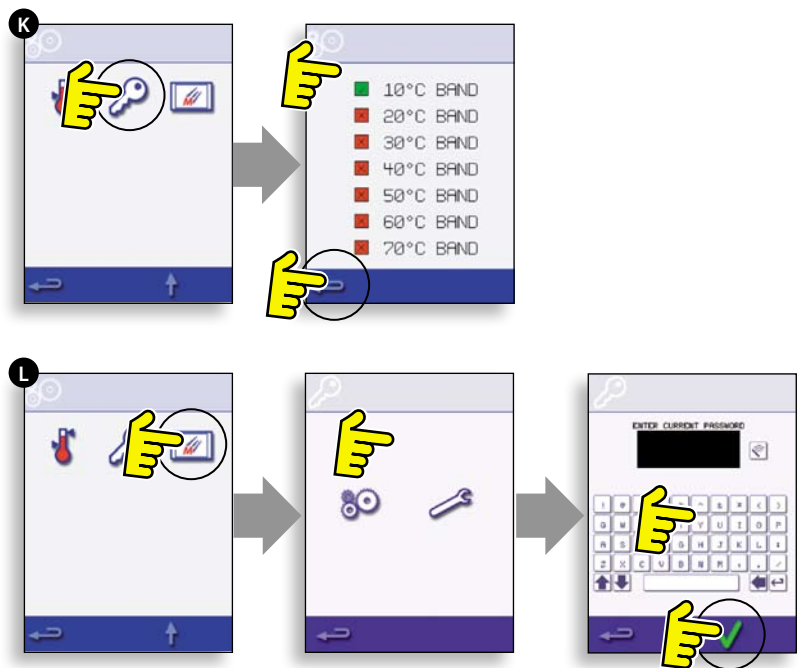 K
10°C BAND
20°C BAND
30°C BAND
40°C BAND
50°C BAND
60°C BAND
70°C BAND
L
ENTER CURRENT PASSWORD
Y U I O P
A S G H J K L
Z X C V B N M